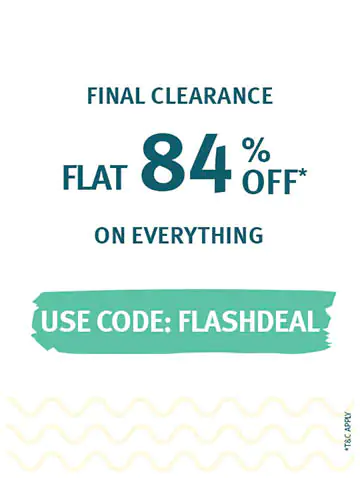 FINAL CLEARANCE
FLAT 84% OFF*
ON EVERYTHING
USE CODE: FLASHDEAL
*T&C APPLY